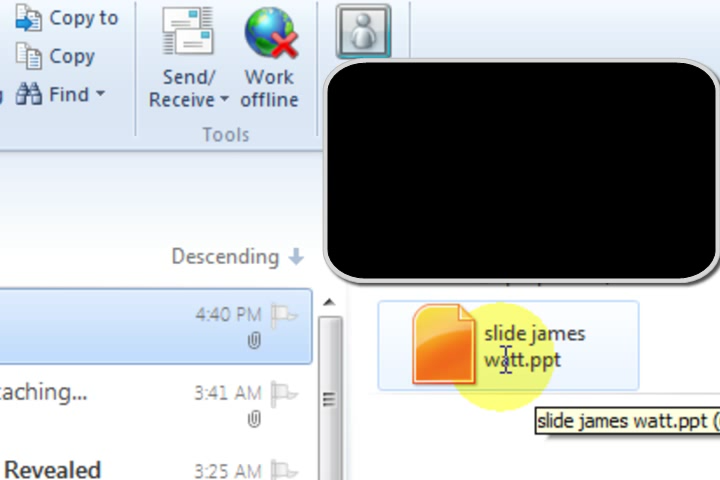 Copy to
Copy
Find
Send/
Receive
Work
offline
Tools
Descending
4:40 PM
taching...
3:41 AM
Revealed
3:25 AM
slide james
watt.ppt
slide james watt.ppt (